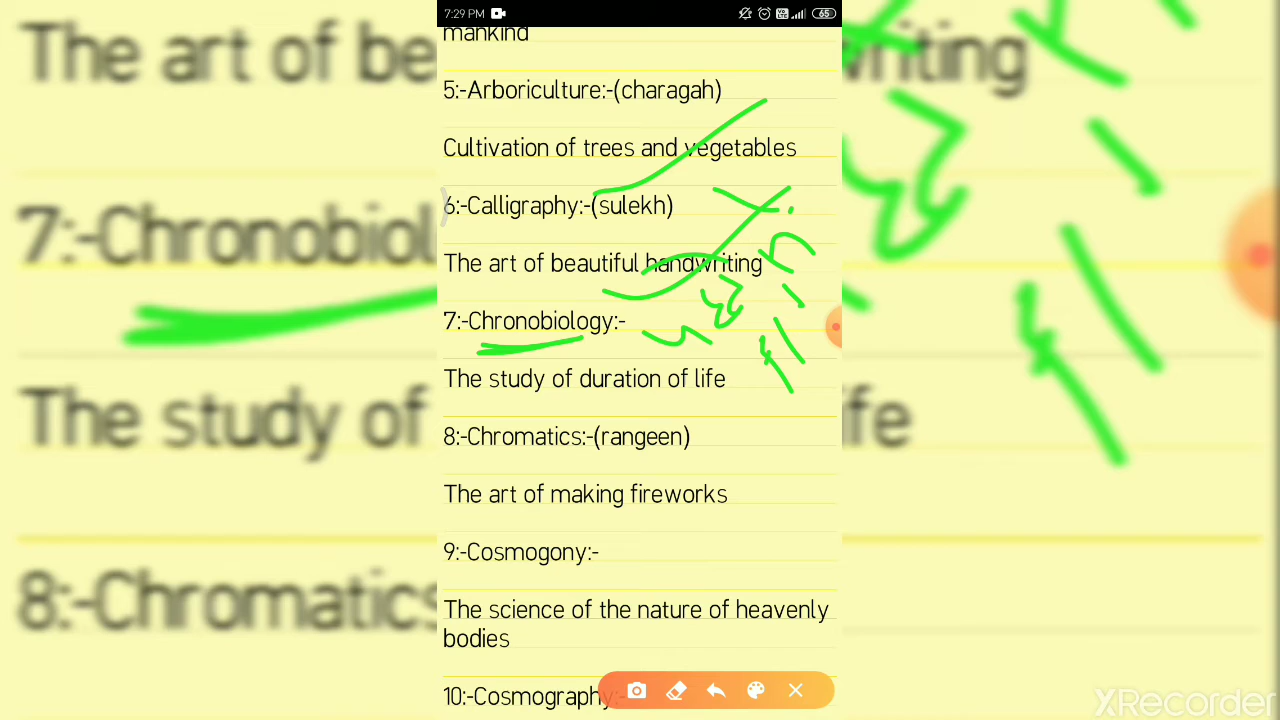 7:29 PM
65
mankind
5:-Arboriculture:-(charagah)
Cultivation of trees and vegetables
6:-Calligraphy:-(sulekh)
The art of beautiful handwriting
7:-Chronobiology:-
The study of duration of life
8:-Chromatics:-(rangeen)
The art of making fireworks
9:-Cosmogony:-
The science of the nature of heavenly
bodies
10:-Cosmography:-
XRecorder